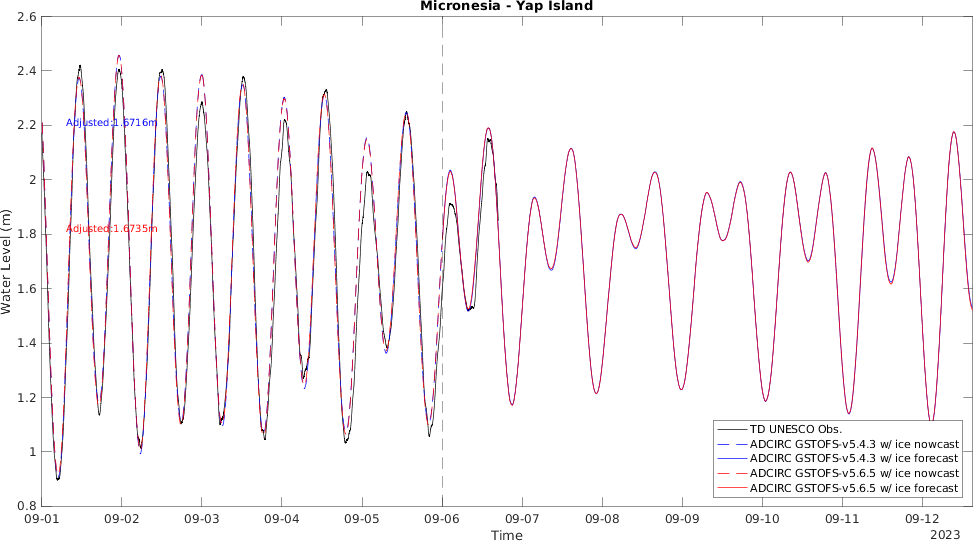 Micronesia - Yap Island
2.6
2.4
2.2
2
1.8
1.6
1.4
1.2
1
0.8
Water Level (m)
Adjusted:1.6716m
Adjusted:1.6735m
TD UNESCO Obs.
ADCIRC GSTOFS-v5.4.3 w/ ice nowcast
ADCIRC GSTOFS-v5.4.3 w/ ice forecast
ADCIRC GSTOFS-v5.6.5 w/ ice nowcast
ADCIRC GSTOFS-v5.6.5 w/ ice forecast
09-01 09-02 09-03 09-04 09-05 09-06 09-07 09-08 09-09 09-10 09-11 09-12
Time
2023